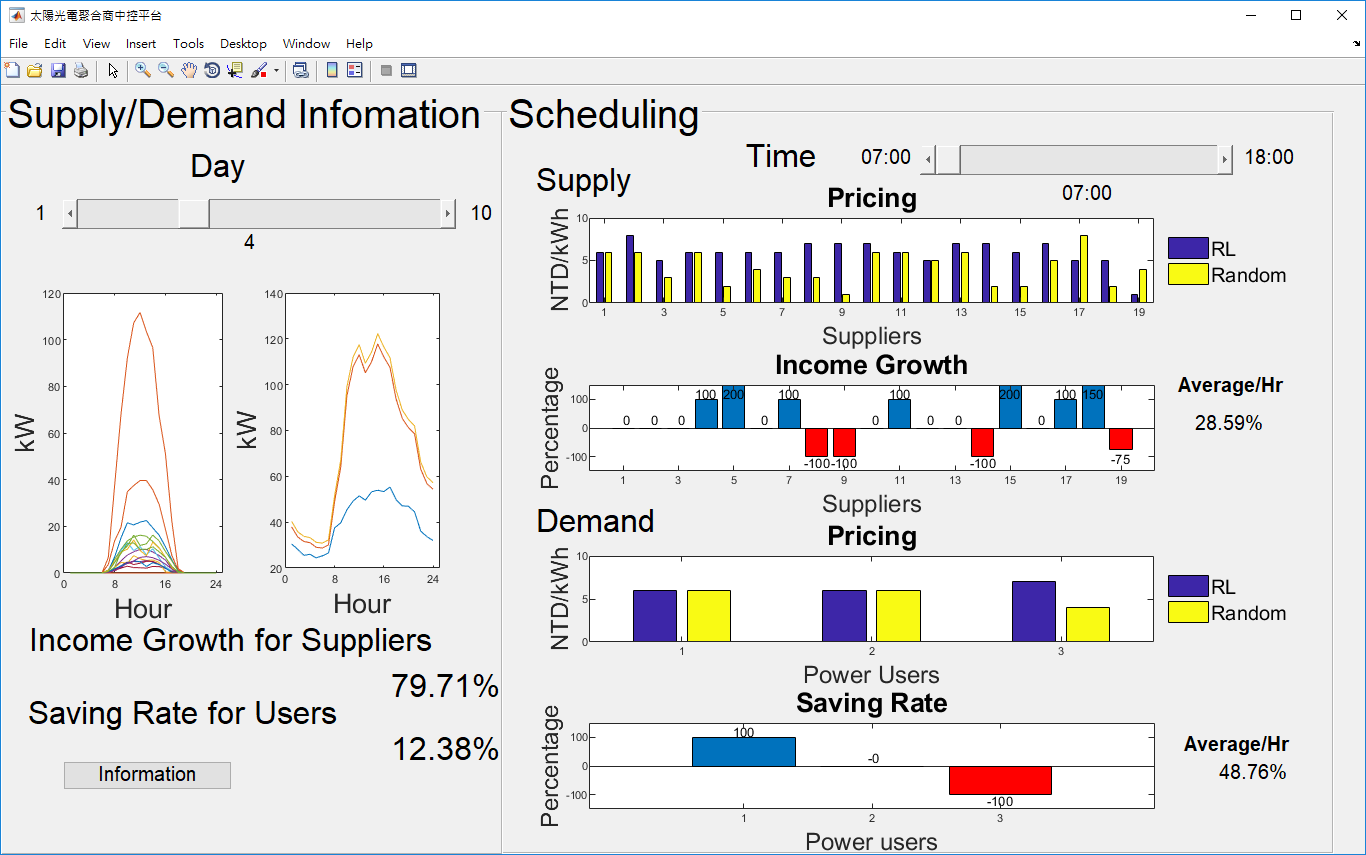 太陽光電聚合商中控平台
File Edit View Insert Tools Desktop Window Help
Supply/Demand Infomation
Day
1 10
4
120
100
80
60
40
20
0
0 8 16 24
kW
Hour
140
120
100
80
60
40
20
0 8 16 24
kW
Hour
Income Growth for Suppliers
79.71%
Saving Rate for Users
12.38%
Information
Scheduling
Time 07:00 18:00
07:00
Supply
Pricing
NTD/kWh
10
5
0
1 3 5 7 9 11 13 15 17 19
Suppliers
RL
Random
Income Growth
Percentage
100
0
-100
0 0 0 100 200 0 100 -100 -100 0 100 0 0 -100 200 0 100 150 -75
1 3 5 7 9 11 13 15 17 19
Suppliers
Average/Hr
28.59%
Demand
Pricing
NTD/kWh
10
5
0
1 2 3
Power Users
RL
Random
Saving Rate
Percentage
100
0
-100
100 -0 -100
1 2 3
Power users
Average/Hr
48.76%